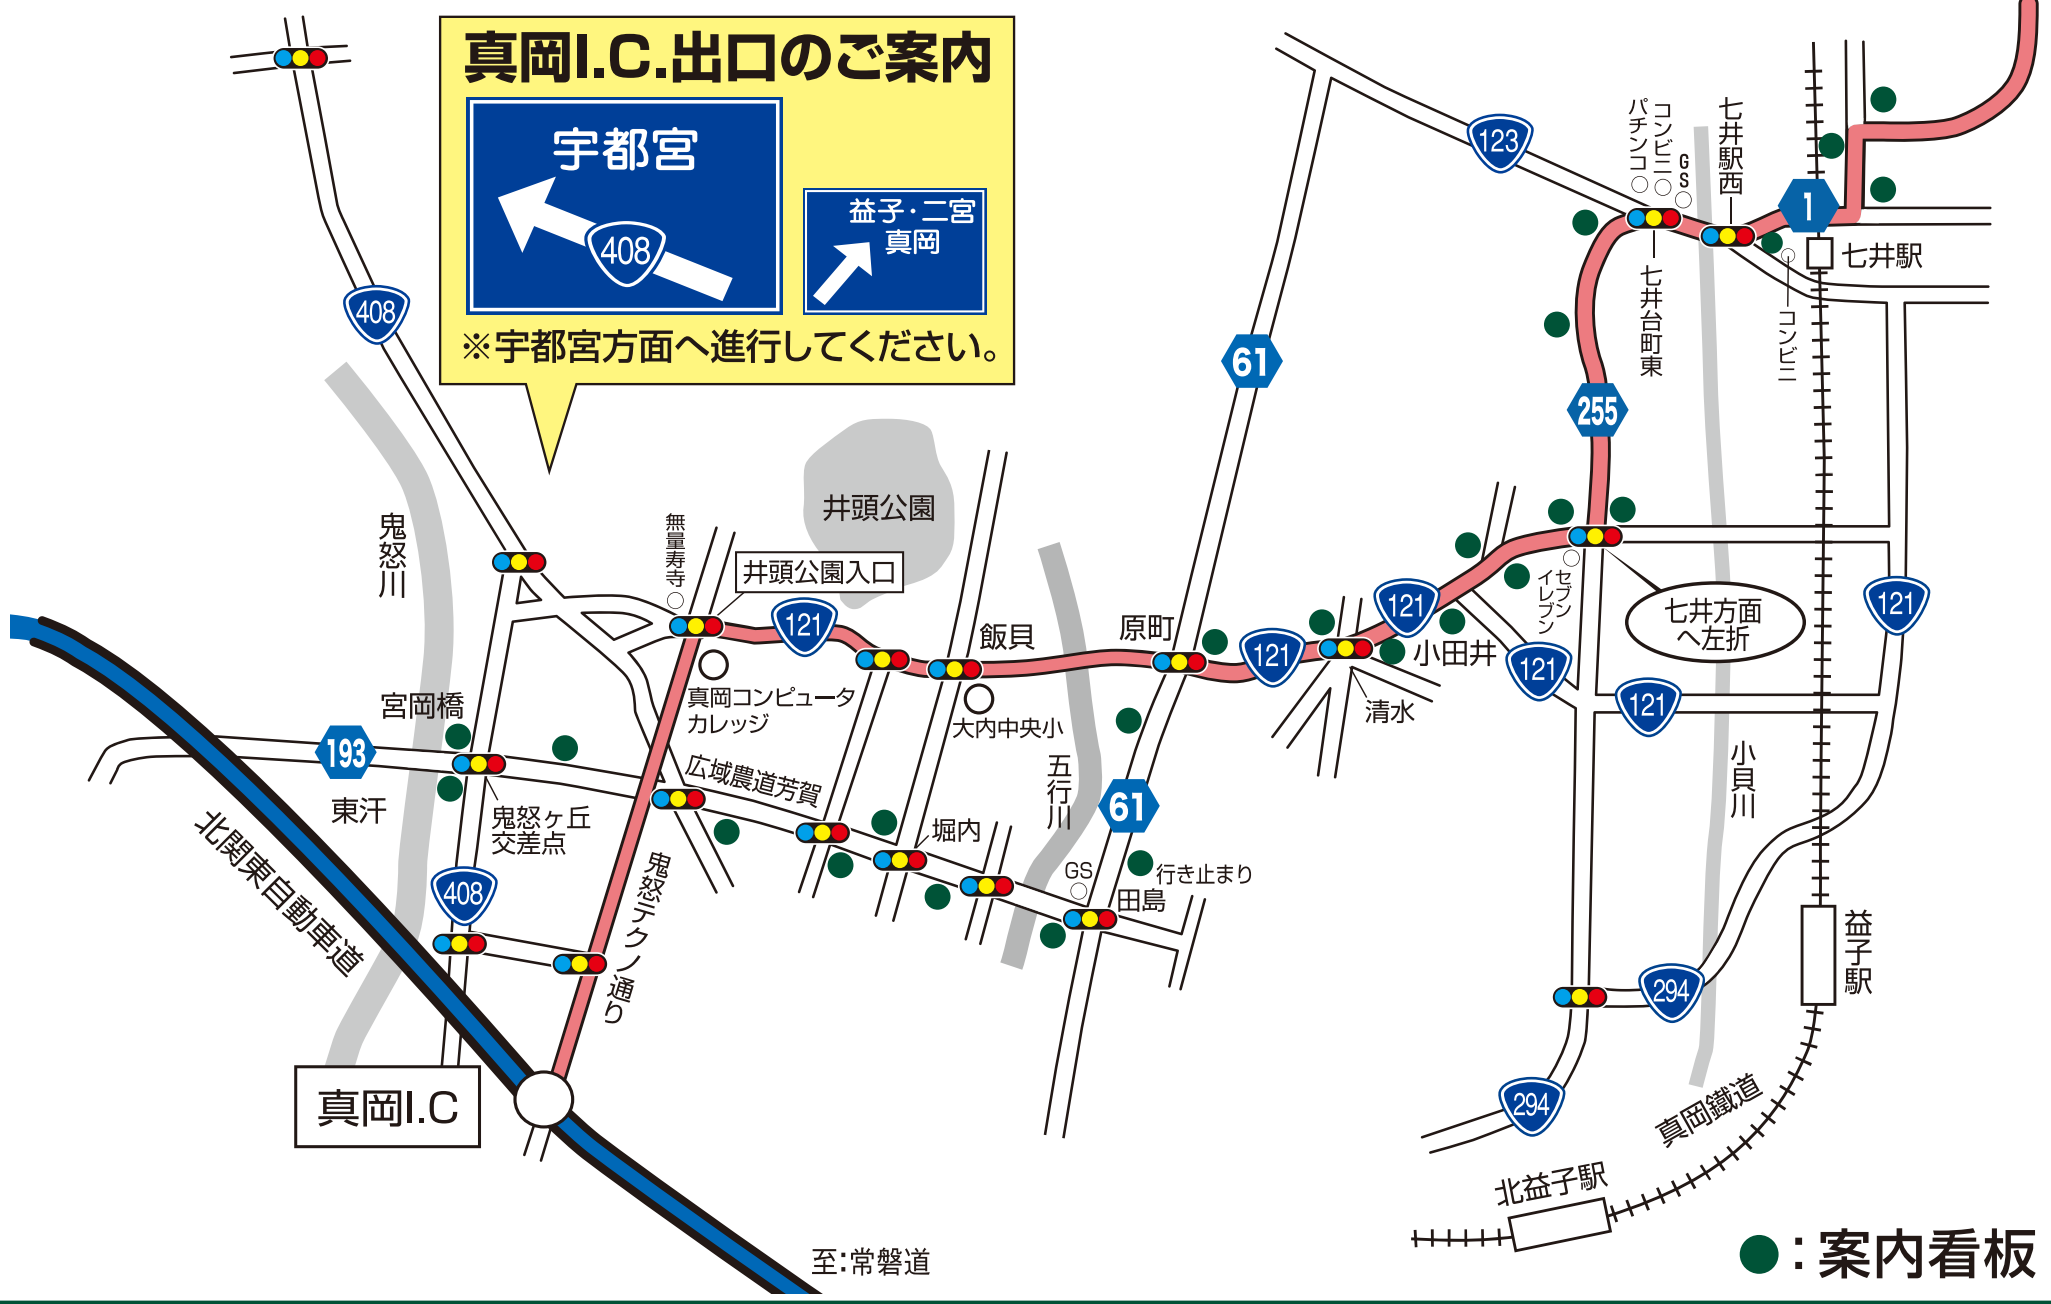 真岡I.C.出口のご案内
宇都宮
408
益子・二宮
真岡
※宇都宮方面へ進行してください。
408
123
パチンコ
コンビニ
GS
七井駅西
1
七井駅
七井台町東
コンビニ
61
255
井頭公園
鬼怒川
無量寿寺
井頭公園入口
121
飯貝
原町
121
121
小田井
清水
セブン
イレブン
七井方面
へ左折
121
121
121
真岡コンピュータ
カレッジ
大内中央小
宮岡橋
193
東汗
鬼怒ヶ丘
交差点
広域農道芳賀
堀内
五行川
61
行き止まり
GS
田島
小貝川
北関東自動車道
408
鬼怒テクノ通り
益子駅
294
294
真岡I.C
真岡鐵道
北益子駅
至:常磐道
:案内看板